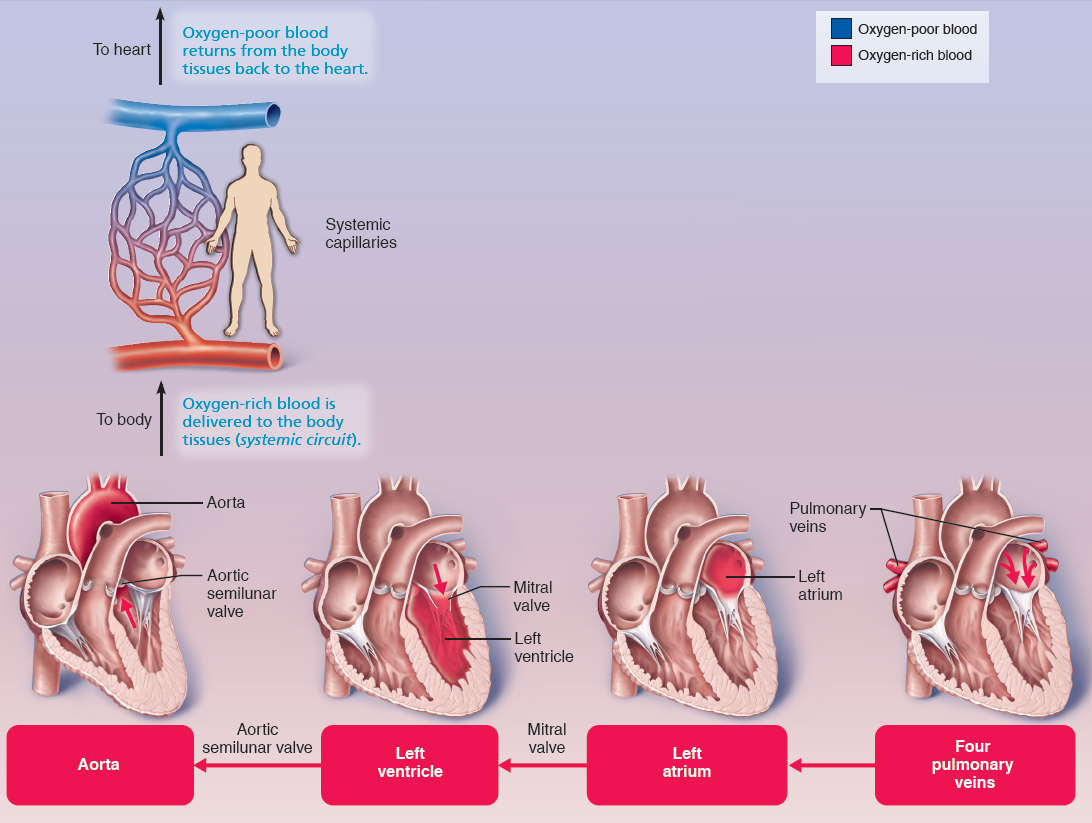 To heart
Oxygen-poor blood
returns from the body
tissues back to the heart.
Oxygen-poor blood
Oxygen-rich blood
Systemic
capillaries
To body
Oxygen-rich blood is
delivered to the body
tissues (systemic circuit).
Aorta
Aortic
semilunar
valve
Mitral
valve
Left
ventricle
Pulmonary
veins
Left
atrium
Aorta
Aortic
semilunar valve
Left
ventricle
Mitral
valve
Left
atrium
Four
pulmonary
veins